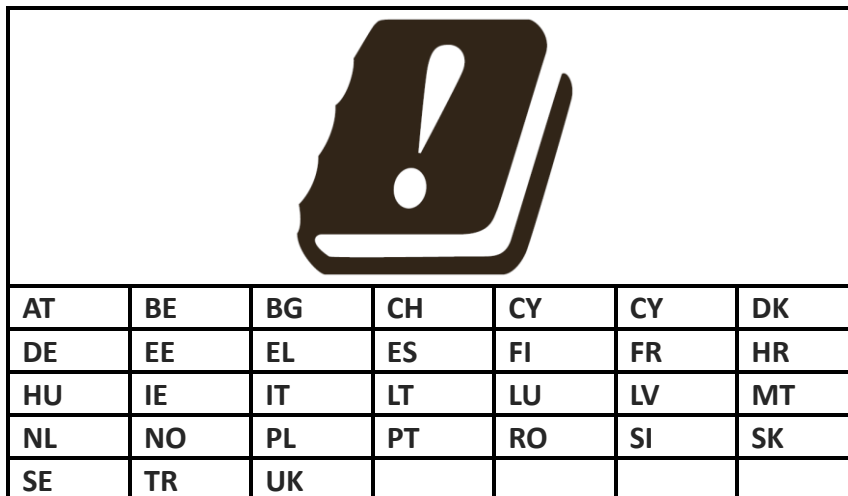 AT BE BG CH CY CY DK
DE EE EL ES FI FR HR
HU IE IT LT LU LV MT
NL NO PL PT RO SI SK
SE TR UK